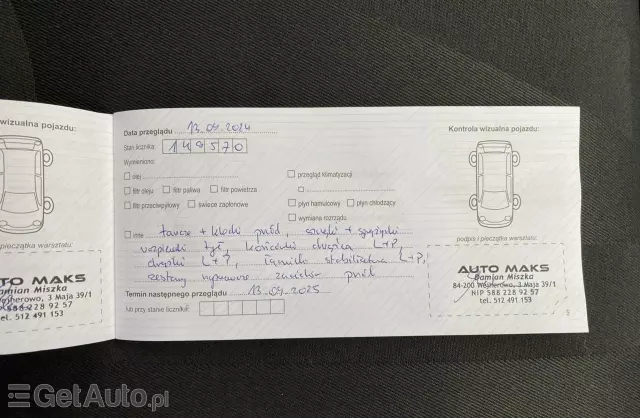 wizualna pojazdu:
pieczątka warsztatu:
AUTO MAKS
Damian Miszka
Wejherowo, 3 Maja 39/1
588 228 92 57
tel. 512 491 153
Data przeglądu 13.09.2024
Stan licznika: 148570
Wymieniono:
olej
przegląd klimatyzacji
filtr oleju filtr paliwa filtr powietrza
filtr przeciwpyłowy świece zapłonowe płyn hamulcowy płyn chłodzący
wymiana rozrządu
inne tarcze + klocki przód, szczęki + sprężynki
rozpieraki tył, końcówki drążka L+P,
drążki L+P, łączniki stabilizatora L+P,
zestawy naprawcze zacisków przód
Termin następnego przeglądu 13.09.2025
lub przy stanie liczników:
Kontrola wizualna pojazdu:
podpis i pieczątka warsztatu:
AUTO MAKS
Damian Miszka
84-200 Wejherowo, 3 Maja 39/1
NIP 588 228 92 57
tel. 512 491 153
5
GetAuto.pl